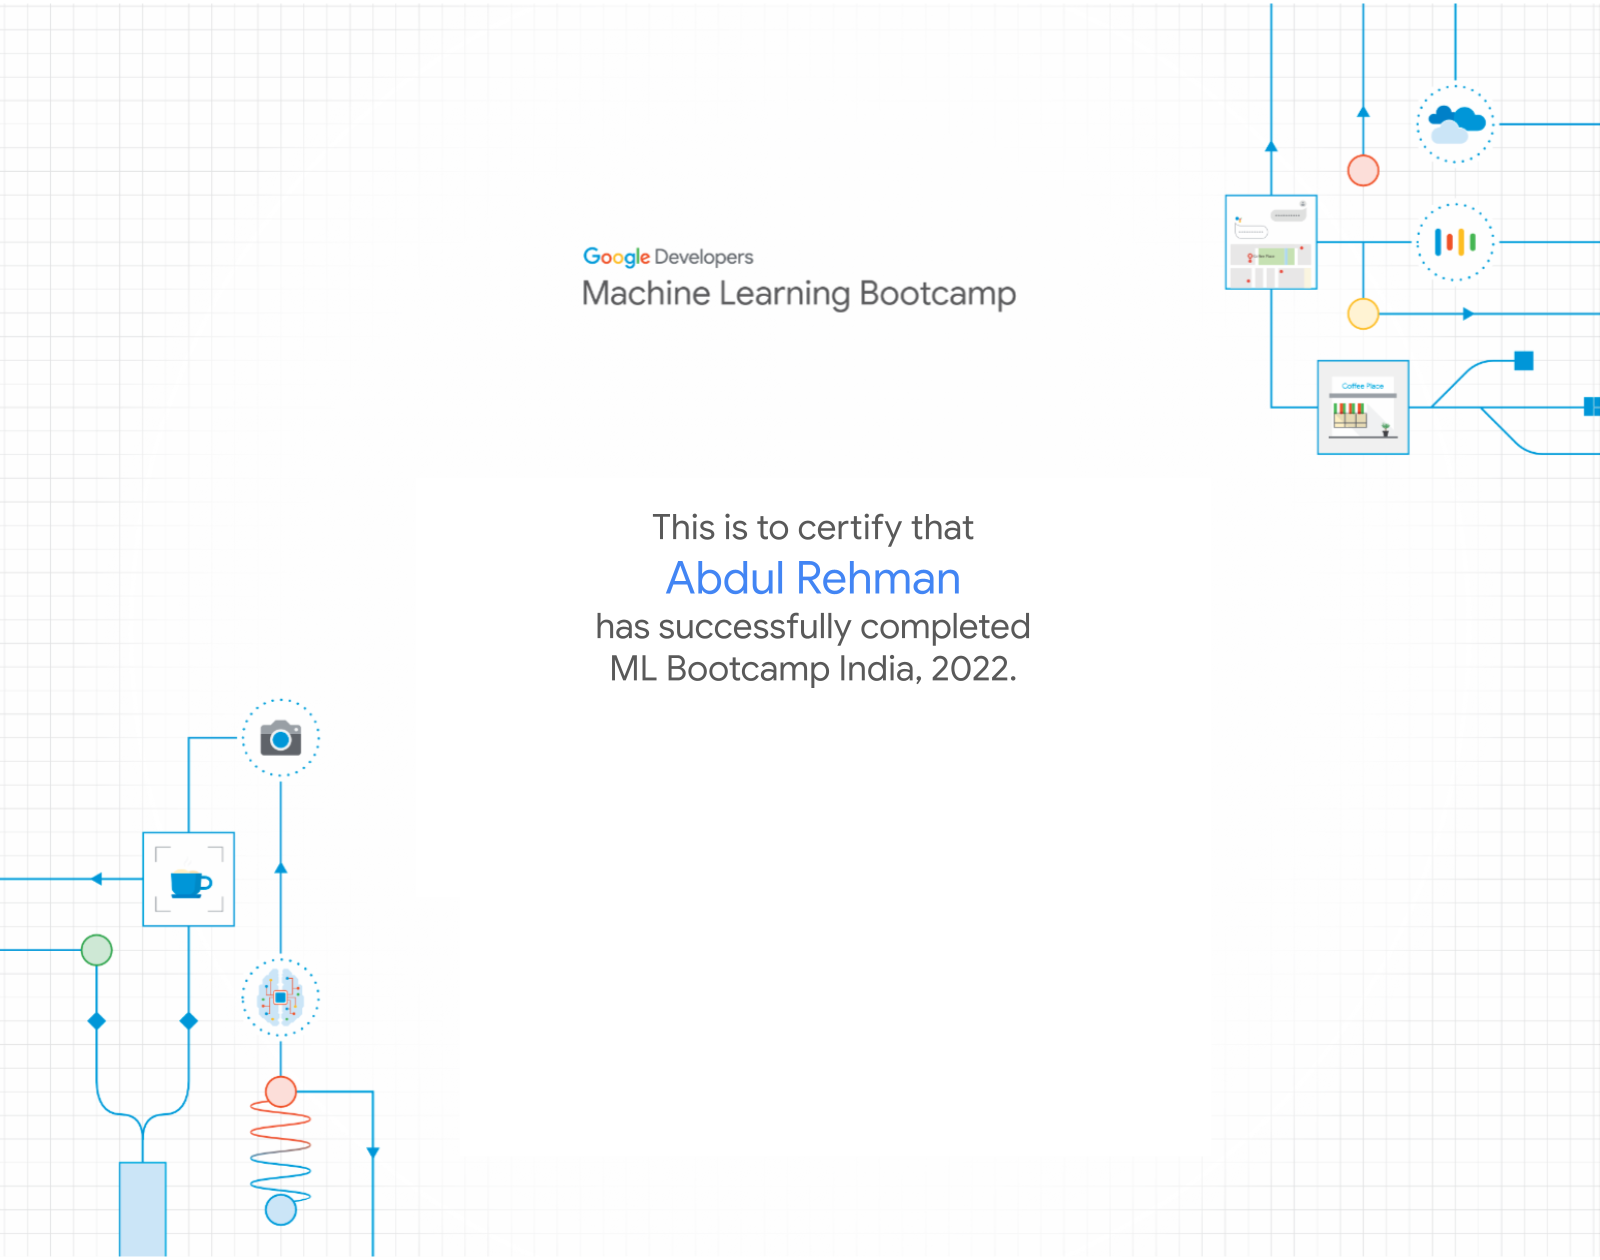 Google Developers
Machine Learning Bootcamp
Coffee Place
This is to certify that
Abdul Rehman
has successfully completed
ML Bootcamp India, 2022.